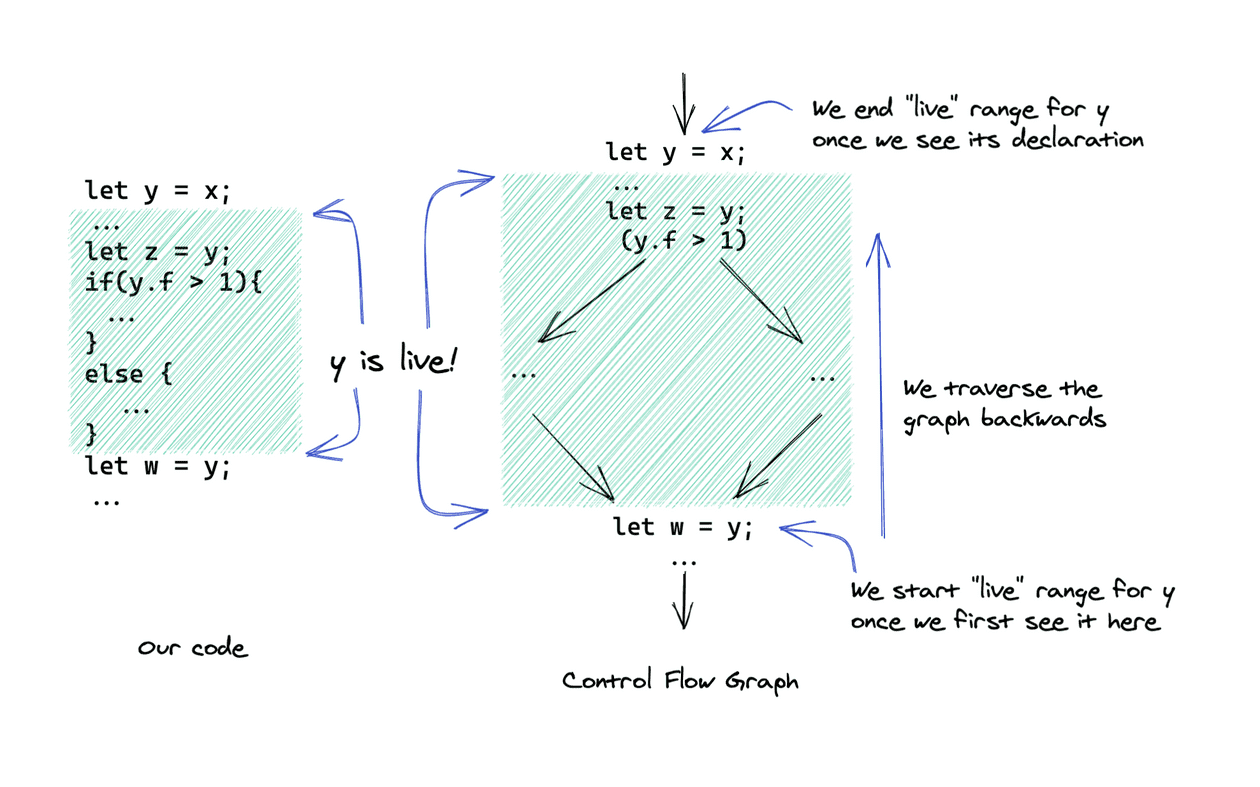 let y = x;
...
let z = y;
if(y.f > 1){
...
}
else {
...
}
let w = y;
...
Our code
y is live!
let y = x;
...
let z = y;
(y.f > 1)
...
...
let w = y;
...
Control Flow Graph
We end "live" range for y
once we see its declaration
We traverse the
graph backwards
We start "live" range for y
once we first see it here